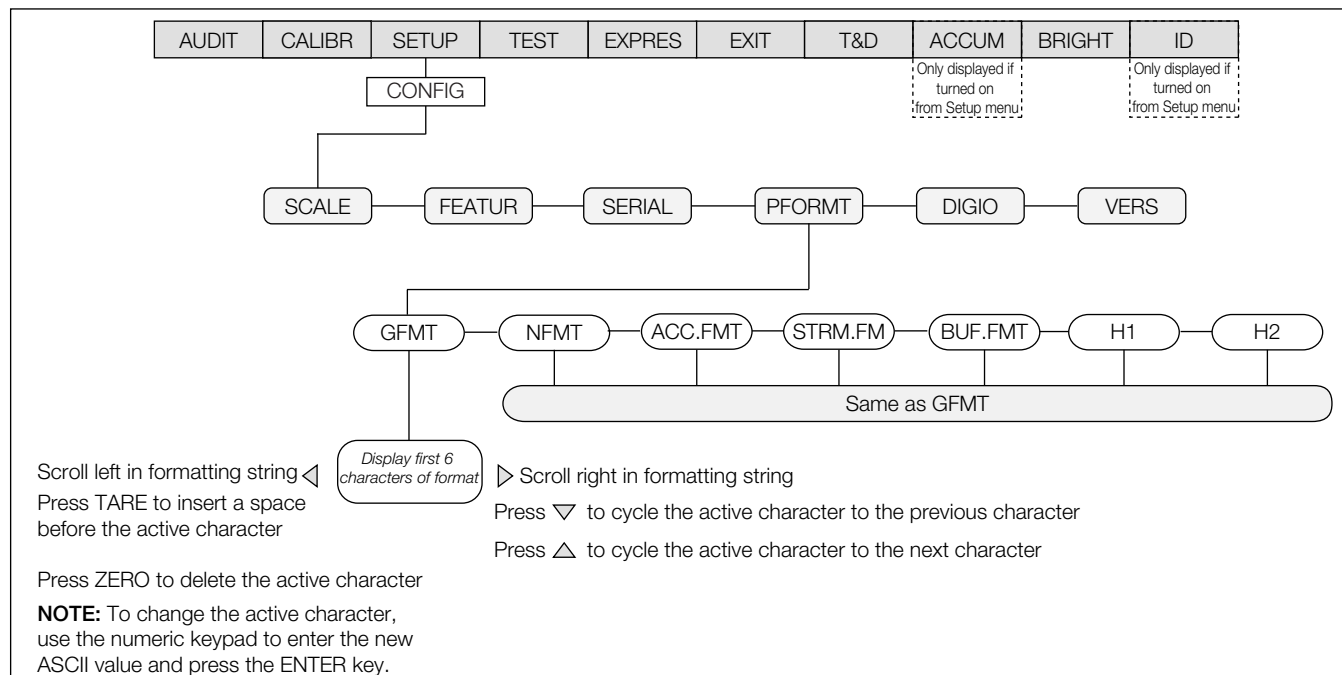 AUDIT CALIBR SETUP TEST EXPRES EXIT T&D ACCUM BRIGHT ID
Only displayed if
turned on
from Setup menu
Only displayed if
turned on
from Setup menu
CONFIG
SCALE FEATUR SERIAL PFORMT DIGIO VERS
GFMT NFMT ACC.FMT STRM.FM BUF.FMT H1 H2
Same as GFMT
Display first 6
characters of format
Scroll left in formatting string
Press TARE to insert a space
before the active character
Press ZERO to delete the active character
NOTE: To change the active character,
use the numeric keypad to enter the new
ASCII value and press the ENTER key.
Scroll right in formatting string
Press ▽ to cycle the active character to the previous character
Press △ to cycle the active character to the next character